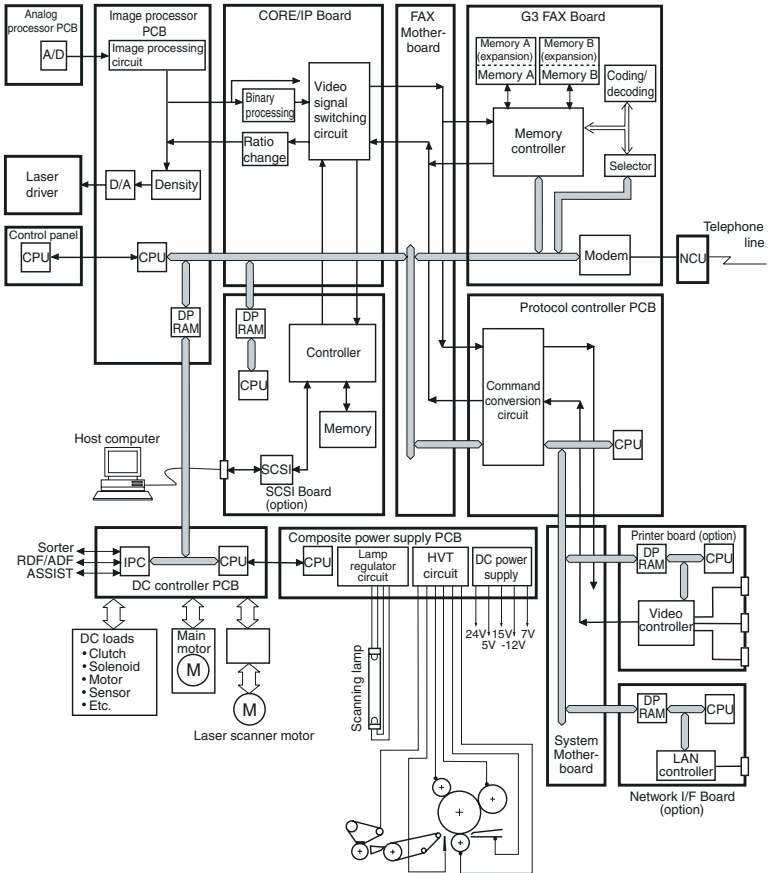 Analog
processor PCB
A/D
Image processor
PCB
Image processing
circuit
CORE/IP Board
Video
signal
switching
circuit
Binary
processing
Ratio
change
FAX
Mother-
board
G3 FAX Board
Memory A
(expansion)
Memory A
Memory B
(expansion)
Memory B
Coding/
decoding
Memory
controller
Selector
Laser
driver
D/A
Density
Control panel
CPU
CPU
Modem
NCU
Telephone
line
DP
RAM
DP
RAM
CPU
Controller
Memory
SCSI
SCSI Board
(option)
Protocol controller PCB
Command
conversion
circuit
CPU
Host computer
Sorter
RDF/ADF
ASSIST
IPC
CPU
DC controller PCB
Composite power supply PCB
CPU
Lamp
regulator
circuit
HVT
circuit
DC power
supply
24V 15V 7V
5V -12V
DC loads
• Clutch
• Solenoid
• Motor
• Sensor
• Etc.
Main
motor
M
M
Laser scanner motor
Scanning lamp
System
Mother-
board
Printer board (option)
DP
RAM
CPU
Video
controller
DP
RAM
CPU
LAN
controller
Network I/F Board
(option)